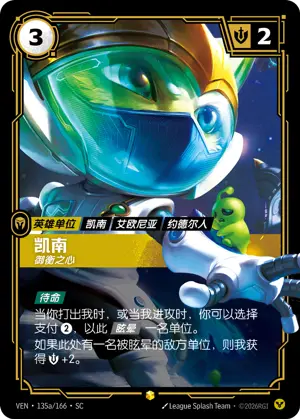 3
2
英雄单位 凯南 艾欧尼亚 约德尔人
凯南
御衡之心
待命
当你打出我时，或当我进攻时，你可以选择
支付 2，以此 眩晕 一名单位。
如果此处有一名被眩晕的敌方单位，则我获
得 +2。
VEN • 135a/166 • SC
League Splash Team • ©2026RGI